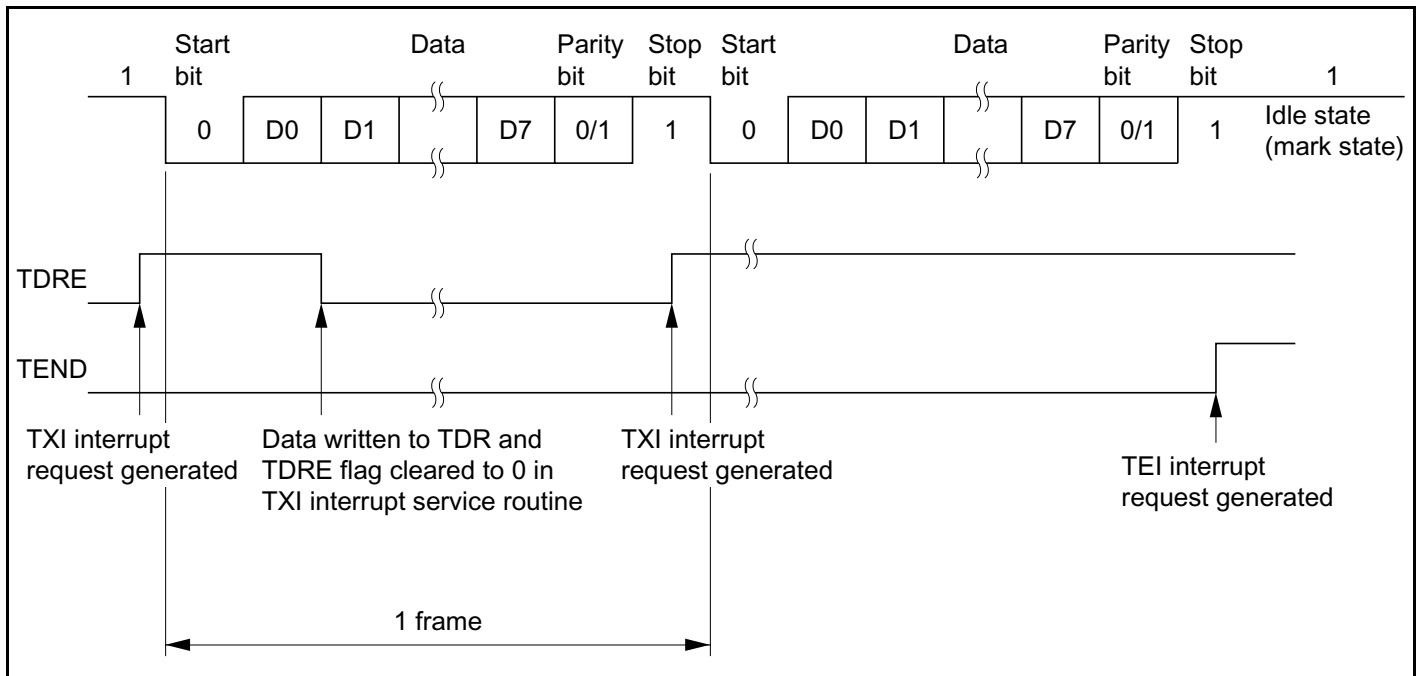 Start Data Parity Stop Start Data Parity Stop
1 bit bit bit bit bit bit 1
0 D0 D1 D7 0/1 1 0 D0 D1 D7 0/1 1 Idle state
(mark state)
TDRE
TEND
TXI interrupt
request generated
Data written to TDR and
TDRE flag cleared to 0 in
TXI interrupt service routine
TXI interrupt
request generated
TEI interrupt
request generated
1 frame